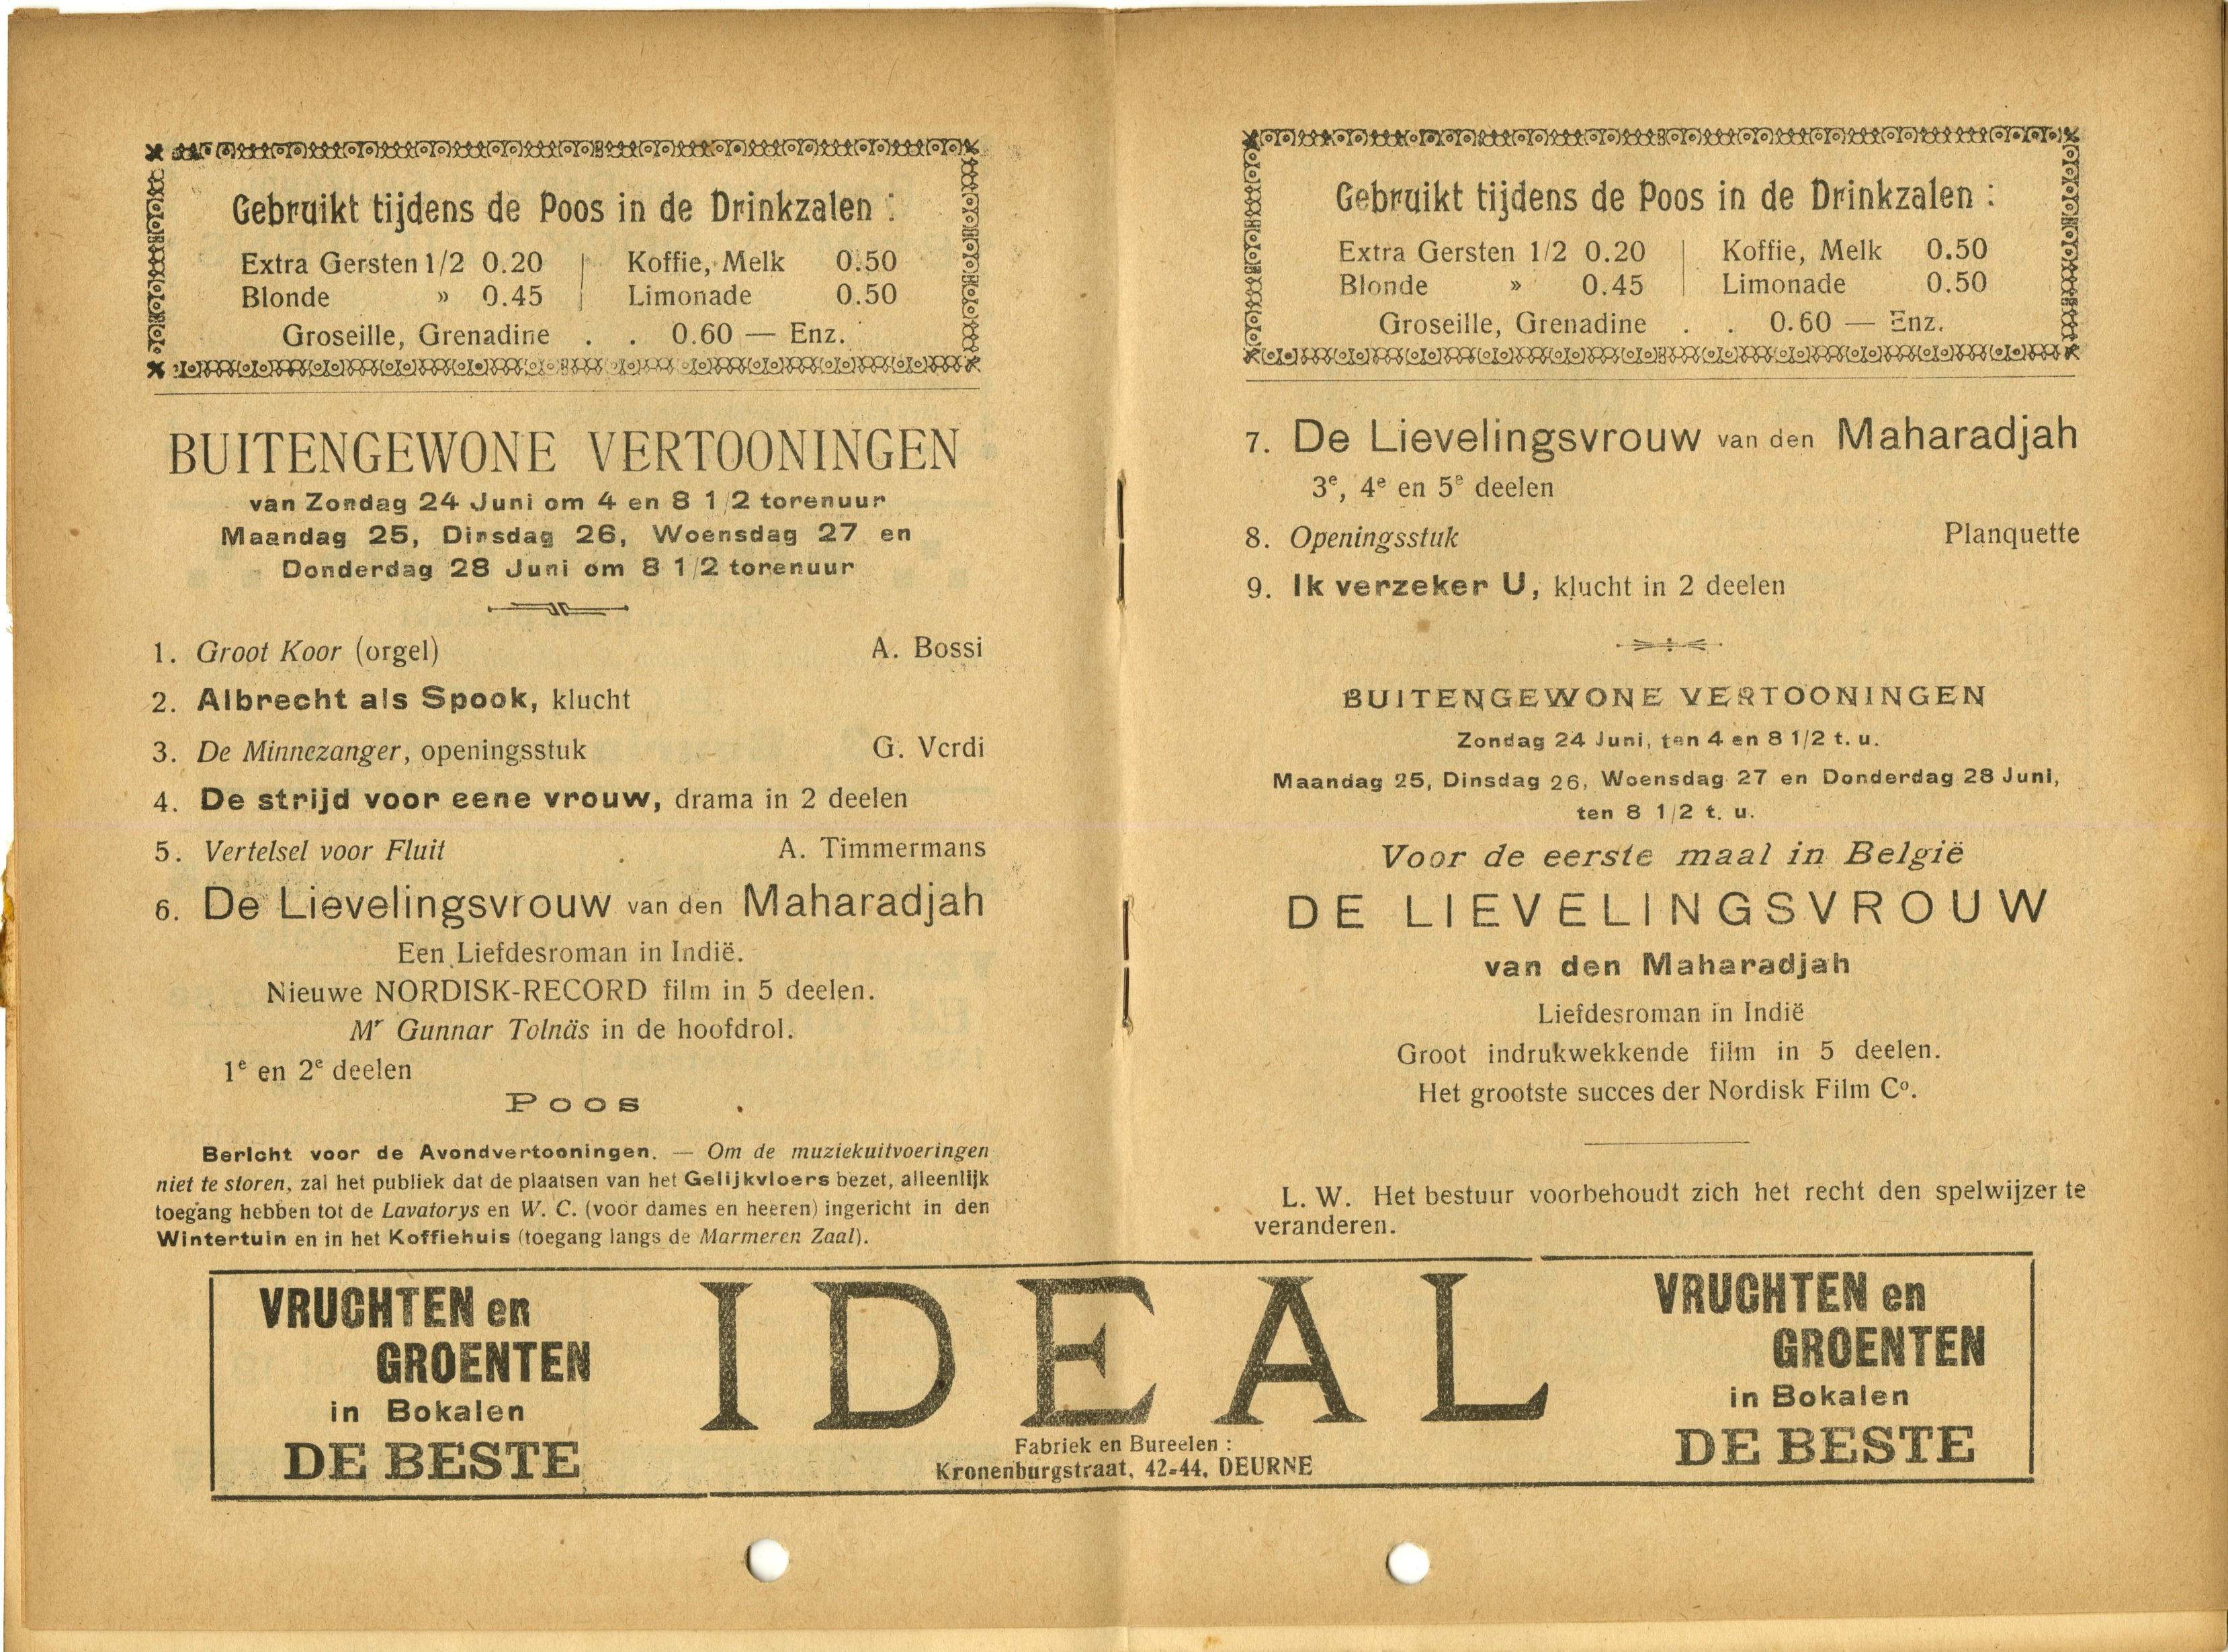 Gebruikt tijdens de Poos in de Drinkzalen :
Extra Gersten 1/2 0.20 | Koffie, Melk 0.50
Blonde » 0.45 | Limonade 0.50
Groseille, Grenadine . . 0.60 — Enz.
BUITENGEWONE VERTOONINGEN
van Zondag 24 Juni om 4 en 8 1/2 torenuur
Maandag 25, Dinsdag 26, Woensdag 27 en
Donderdag 28 Juni om 8 1/2 torenuur
1. Groot Koor (orgel) A. Bossi
2. Albrecht als Spook, klucht
3. De Minnezanger, openingsstuk G. Verdi
4. De strijd voor eene vrouw, drama in 2 deelen
5. Vertelsel voor Fluit A. Timmermans
6. De Lievelingsvrouw van den Maharadjah
Een Liefdesroman in Indië.
Nieuwe NORDISK-RECORD film in 5 deelen.
Mr Gunnar Tolnäs in de hoofdrol.
1e en 2e deelen
Poos
Bericht voor de Avondvertooningen. — Om de muziekuitvoeringen
niet te storen, zal het publiek dat de plaatsen van het Gelijkvloers bezet, alleenlijk
toegang hebben tot de Lavatorys en W. C. (voor dames en heeren) ingericht in den
Wintertuin en in het Koffiehuis (toegang langs de Marmeren Zaal).
Gebruikt tijdens de Poos in de Drinkzalen :
Extra Gersten 1/2 0.20 | Koffie, Melk 0.50
Blonde » 0.45 | Limonade 0.50
Groseille, Grenadine . . 0.60 — Enz.
7. De Lievelingsvrouw van den Maharadjah
3e, 4e en 5e deelen
8. Openingsstuk Planquette
9. Ik verzeker U, klucht in 2 deelen
BUITENGEWONE VERTOONINGEN
Zondag 24 Juni, ten 4 en 8 1/2 t. u.
Maandag 25, Dinsdag 26, Woensdag 27 en Donderdag 28 Juni,
ten 8 1/2 t. u.
Voor de eerste maal in België
DE LIEVELINGSVROUW
van den Maharadjah
Liefdesroman in Indië
Groot indrukwekkende film in 5 deelen.
Het grootste succes der Nordisk Film Co.
L. W. Het bestuur voorbehoudt zich het recht den spelwijzer te
veranderen.
VRUCHTEN en
GROENTEN
in Bokalen
DE BESTE
IDEAL
Fabriek en Bureelen :
Kronenburgstraat, 42-44, DEURNE
VRUCHTEN en
GROENTEN
in Bokalen
DE BESTE